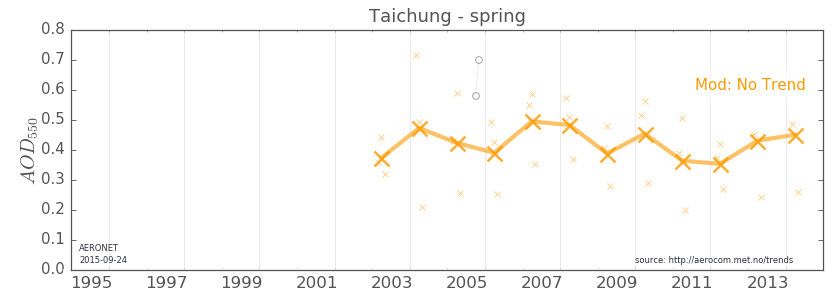 Taichung - spring
0.8
0.7
0.6
0.5
0.4
0.3
0.2
0.1
0.0
AOD550
Mod: No Trend
AERONET
2015-09-24
source: http://aerocom.met.no/trends
1995 1997 1999 2001 2003 2005 2007 2009 2011 2013